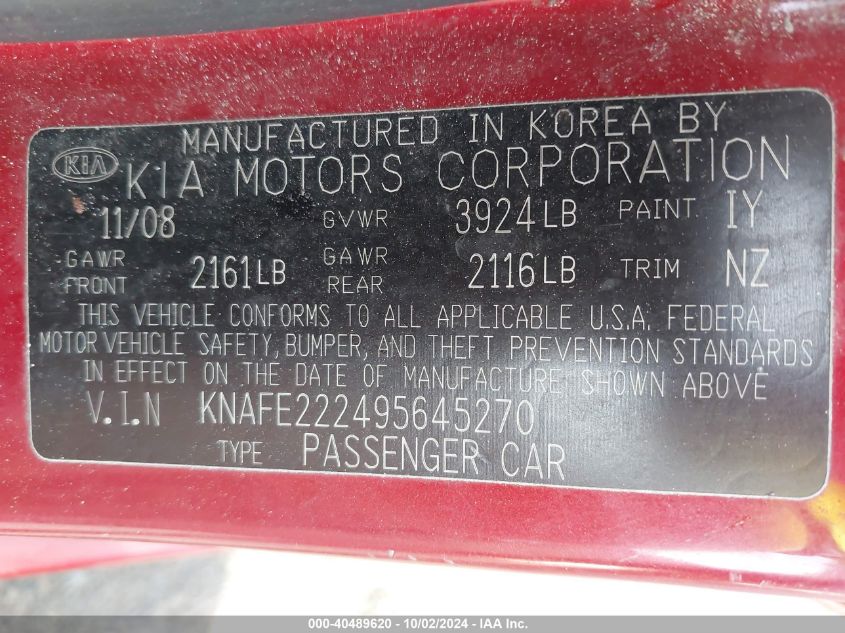 MANUFACTURED IN KOREA BY
KIA KIA MOTORS CORPORATION
11/08 GVWR 3924LB PAINT IY
GAWR FRONT 2161LB GAWR REAR 2116LB TRIM NZ
THIS VEHICLE CONFORMS TO ALL APPLICABLE U.S.A. FEDERAL
MOTOR VEHICLE SAFETY, BUMPER, AND THEFT PREVENTION STANDARDS
IN EFFECT ON THE DATE OF MANUFACTURE SHOWN ABOVE
V.I.N KNAFE222495645270
TYPE PASSENGER CAR
000-40489620 - 10/02/2024 - IAA Inc.